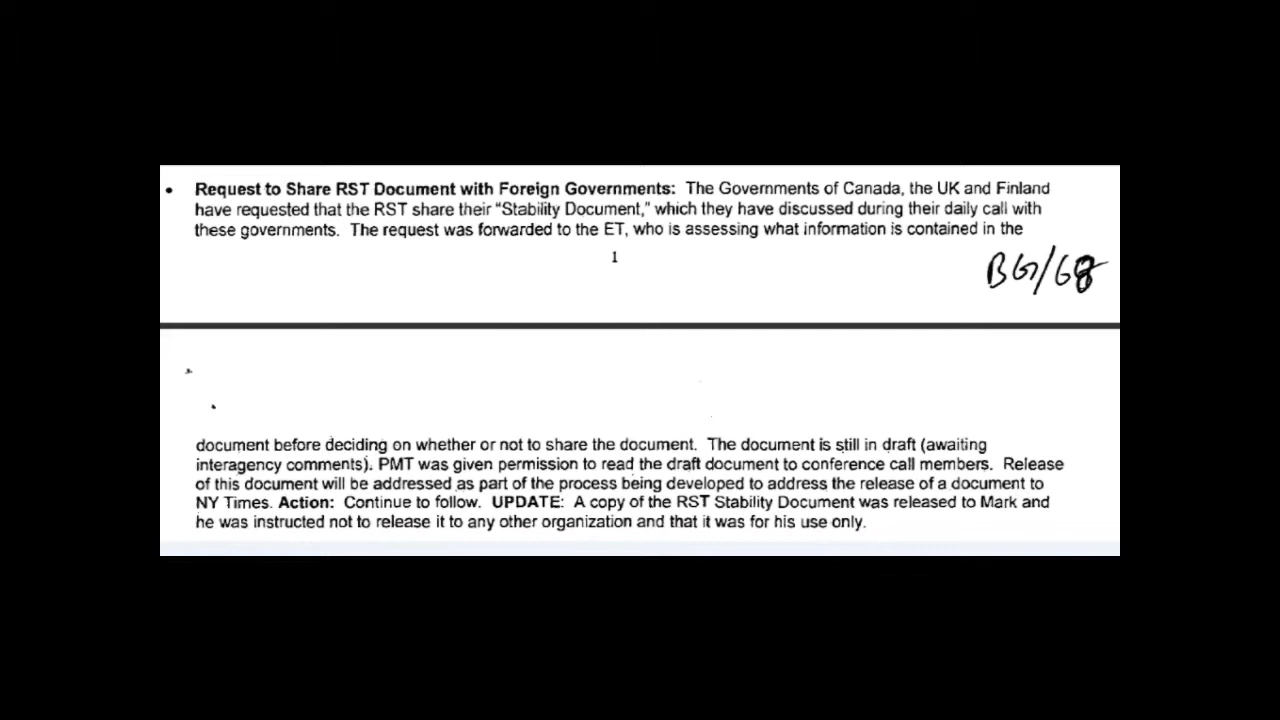 • Request to Share RST Document with Foreign Governments: The Governments of Canada, the UK and Finland
have requested that the RST share their “Stability Document,” which they have discussed during their daily call with
these governments. The request was forwarded to the ET, who is assessing what information is contained in the
1
document before deciding on whether or not to share the document. The document is still in draft (awaiting
interagency comments). PMT was given permission to read the draft document to conference call members. Release
of this document will be addressed as part of the process being developed to address the release of a document to
NY Times. Action: Continue to follow. UPDATE: A copy of the RST Stability Document was released to Mark and
he was instructed not to release it to any other organization and that it was for his use only.